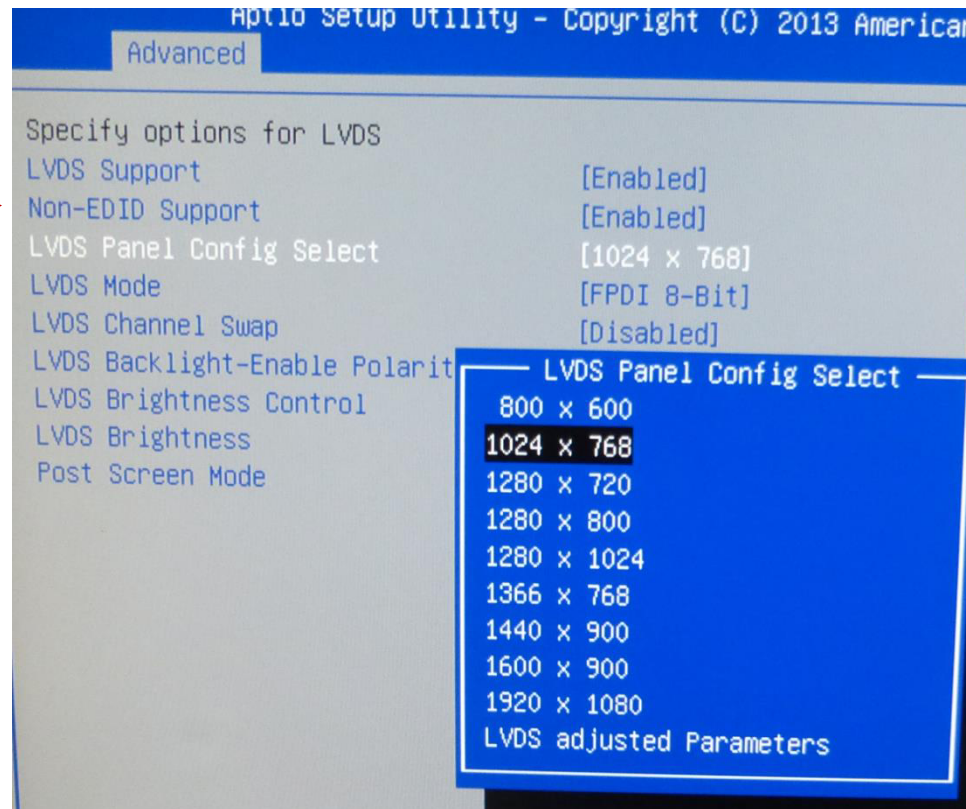 Aptio Setup Utility - Copyright (C) 2013 American
Advanced
Specify options for LVDS
LVDS Support [Enabled]
Non-EDID Support [Enabled]
LVDS Panel Config Select [1024 x 768]
LVDS Mode [FPDI 8-Bit]
LVDS Channel Swap [Disabled]
LVDS Backlight-Enable Polarit
LVDS Brightness Control
LVDS Brightness
Post Screen Mode
LVDS Panel Config Select
800 x 600
1024 x 768
1280 x 720
1280 x 800
1280 x 1024
1366 x 768
1440 x 900
1600 x 900
1920 x 1080
LVDS adjusted Parameters